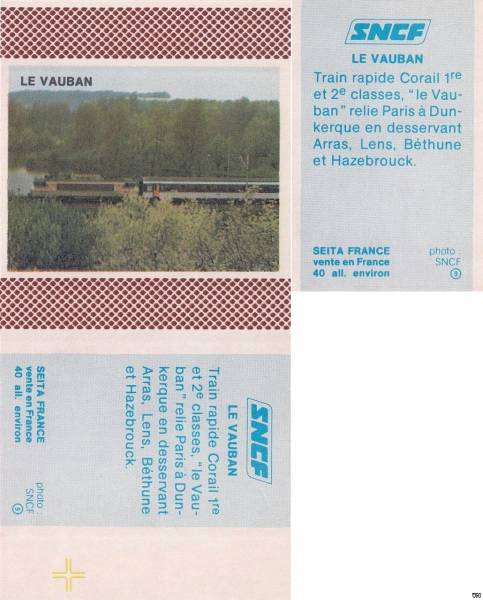 LE VAUBAN
SNCF
LE VAUBAN
Train rapide Corail 1re
et 2e classes, “le Vau-
ban” relie Paris à Dun-
kerque en desservant
Arras, Lens, Béthune
et Hazebrouck.
SEITA FRANCE
vente en France
40 all. environ
photo :
SNCF
9
SNCF
LE VAUBAN
Train rapide Corail 1re
et 2e classes, “le Vau-
ban” relie Paris à Dun-
kerque en desservant
Arras, Lens, Béthune
et Hazebrouck.
SEITA FRANCE
vente en France
40 all. environ
photo :
SNCF
9